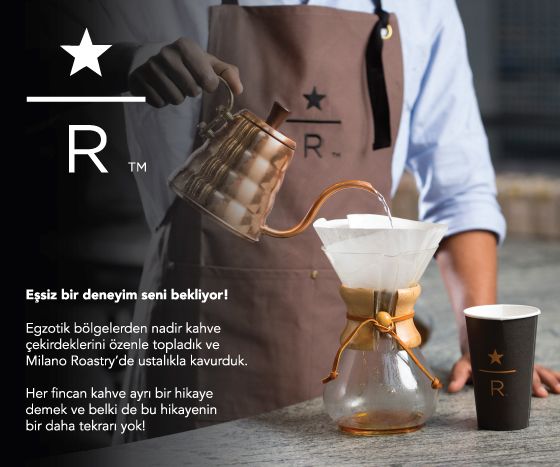 R TM
R TM
Eşsiz bir deneyim seni bekliyor!
Egzotik bölgelerden nadir kahve
çekirdeklerini özenle topladık ve
Milano Roastry’de ustalıkla kavurduk.
Her fincan kahve ayrı bir hikaye
demek ve belki de bu hikayenin
bir daha tekrarı yok!
R